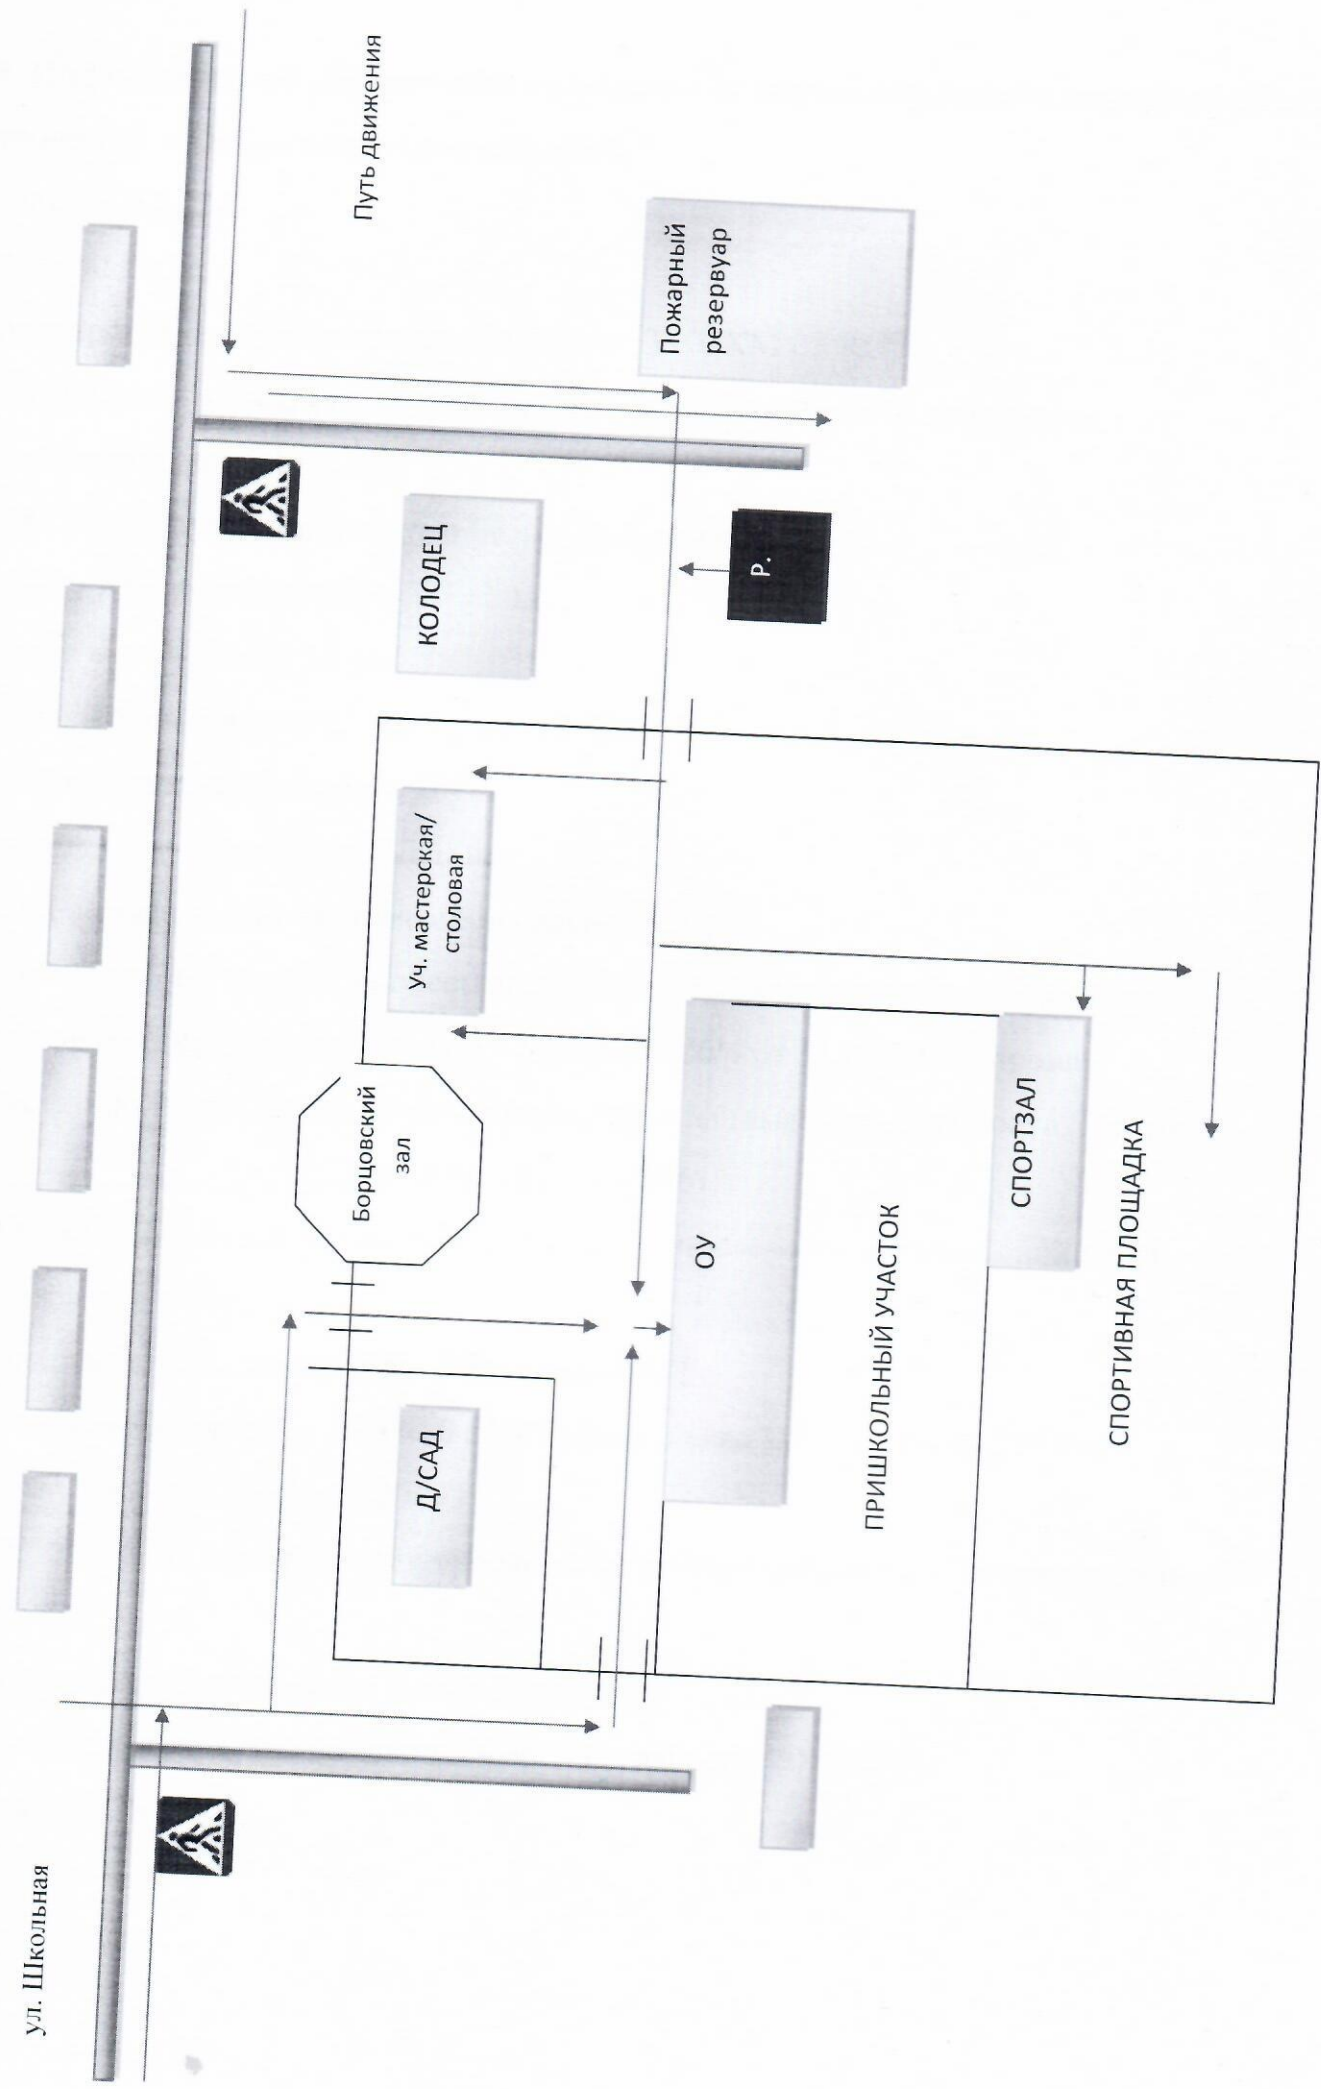 ул. Школьная
Путь движения
Борцовский
зал
Д/САД
Уч. мастерская/
столовая
КОЛОДЕЦ
Пожарный
резервуар
ОУ
Р.
ПРИШКОЛЬНЫЙ УЧАСТОК
СПОРТЗАЛ
СПОРТИВНАЯ ПЛОЩАДКА